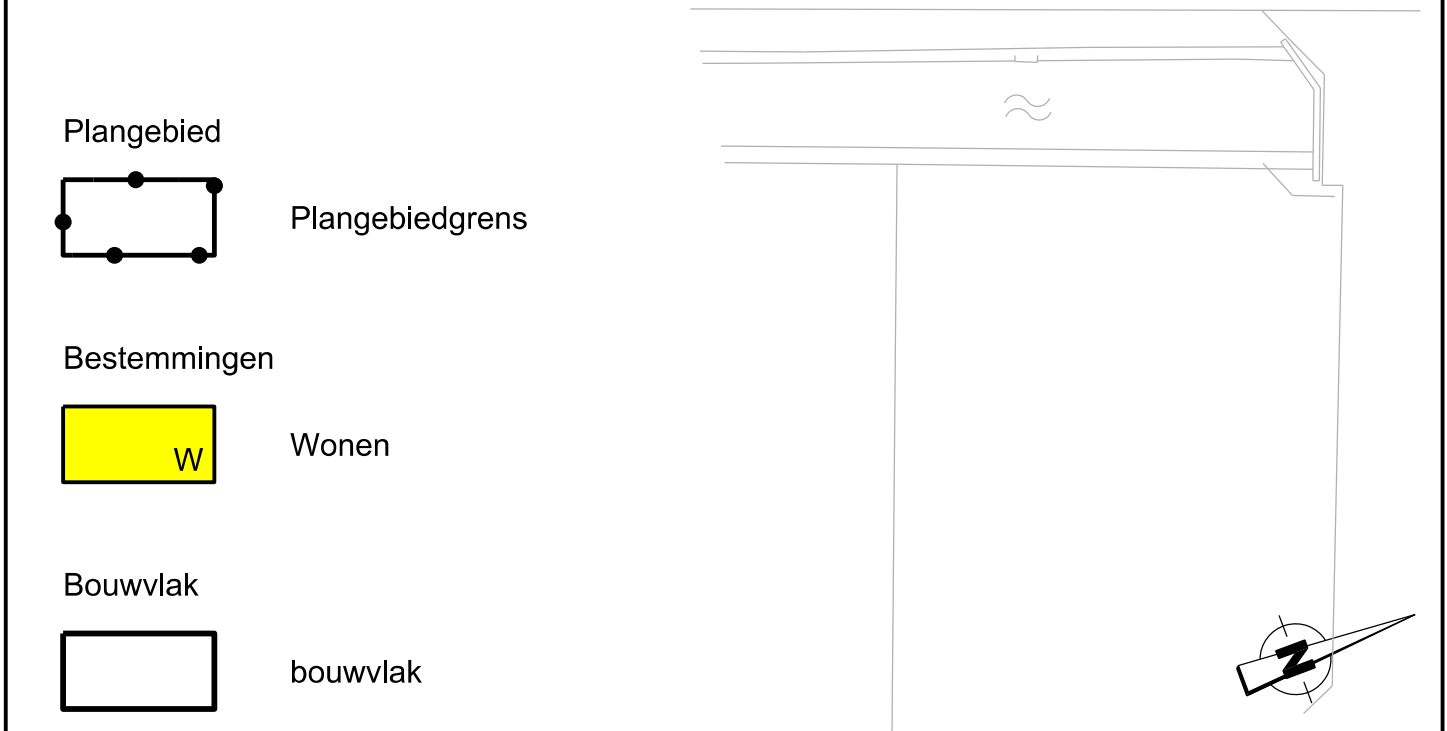 Plangebied
Plangebiedgrens
Bestemmingen
W
Wonen
Bouwvlak
bouwvlak
N